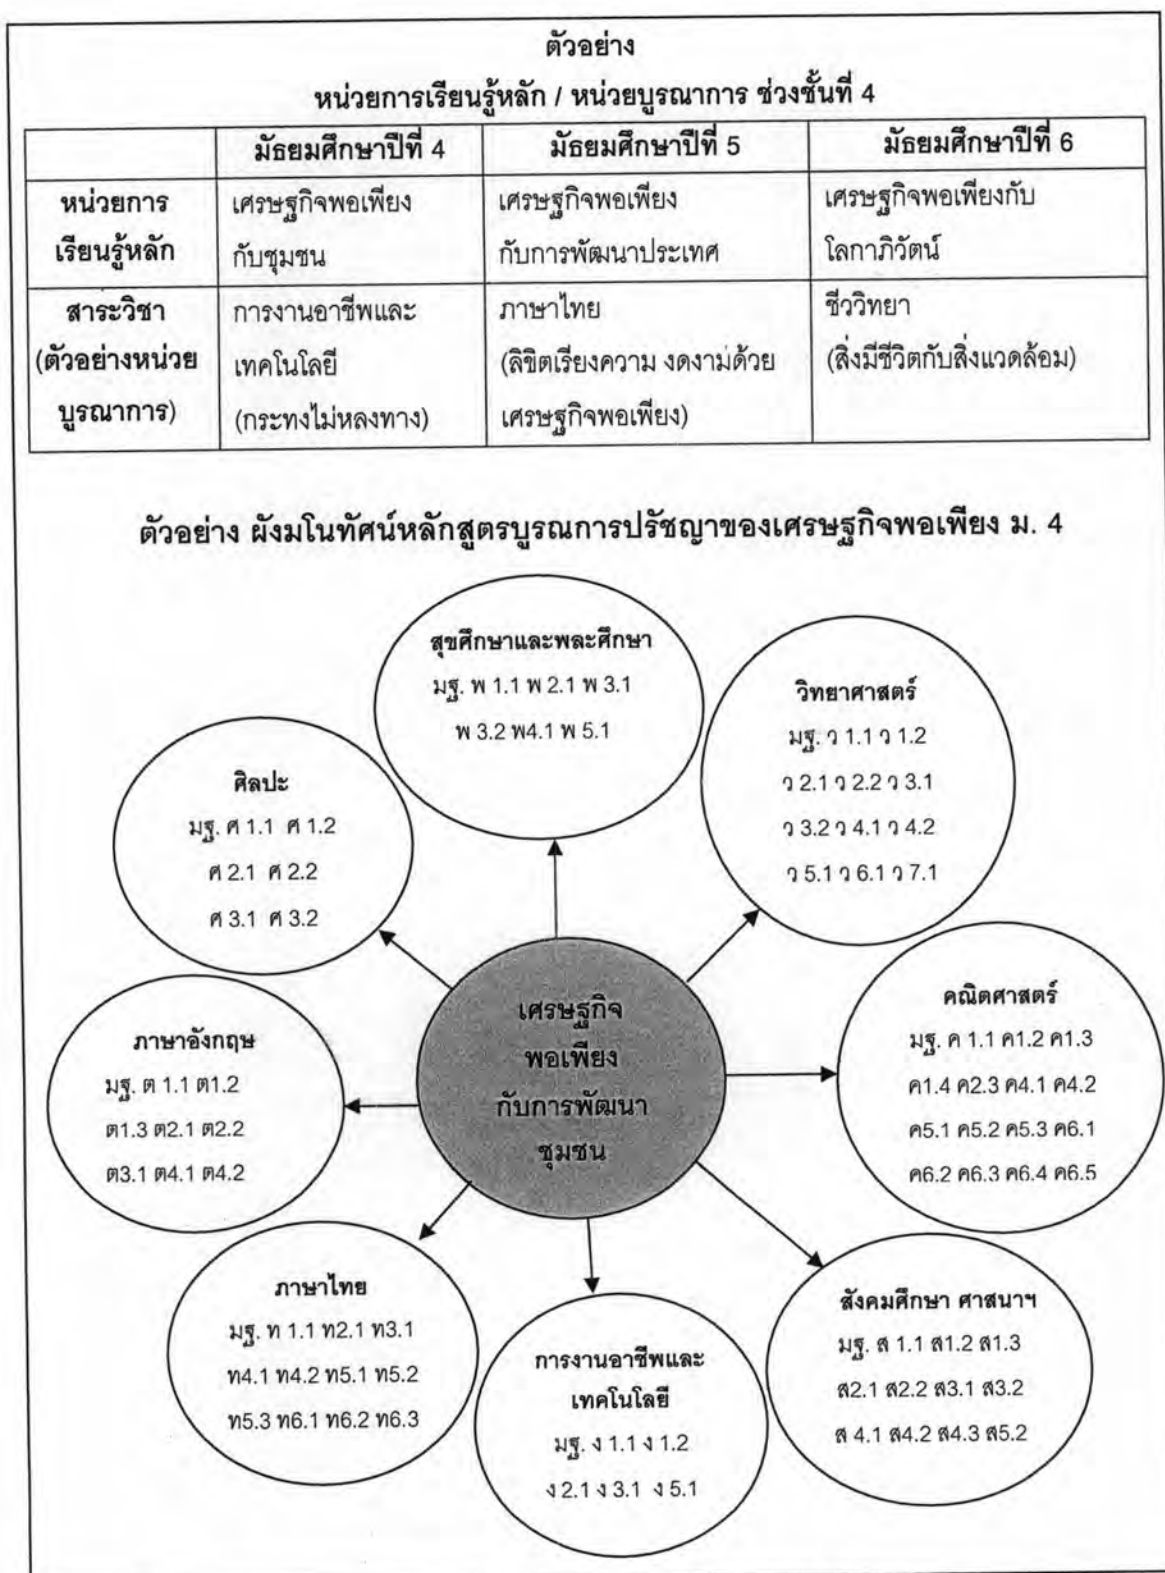 ตัวอย่าง
หน่วยการเรียนรู้หลัก / หน่วยบูรณาการ ช่วงชั้นที่ 4
มัธยมศึกษาปีที่ 4 มัธยมศึกษาปีที่ 5 มัธยมศึกษาปีที่ 6
หน่วยการ
เรียนรู้หลัก
เศรษฐกิจพอเพียง
กับชุมชน
เศรษฐกิจพอเพียง
กับการพัฒนาประเทศ
เศรษฐกิจพอเพียงกับ
โลกาภิวัตน์
สาระวิชา
(ตัวอย่างหน่วย
บูรณาการ)
การงานอาชีพและ
เทคโนโลยี
(กระทงไม่หลงทาง)
ภาษาไทย
(ลิขิตเรียงความ งดงามด้วย
เศรษฐกิจพอเพียง)
ชีววิทยา
(สิ่งมีชีวิตกับสิ่งแวดล้อม)
ตัวอย่าง ผังมโนทัศน์หลักสูตรบูรณการปรัชญาของเศรษฐกิจพอเพียง ม. 4
สุขศึกษาและพละศึกษา
มฐ. พ 1.1 พ 2.1 พ 3.1
พ 3.2 พ4.1 พ 5.1
วิทยาศาสตร์
มฐ. ว 1.1 ว 1.2
ว 2.1 ว 2.2 ว 3.1
ว 3.2 ว 4.1 ว 4.2
ว 5.1 ว 6.1 ว 7.1
ศิลปะ
มฐ. ศ 1.1 ศ 1.2
ศ 2.1 ศ 2.2
ศ 3.1 ศ 3.2
คณิตศาสตร์
มฐ. ค 1.1 ค1.2 ค1.3
ค1.4 ค2.3 ค4.1 ค4.2
ค5.1 ค5.2 ค5.3 ค6.1
ค6.2 ค6.3 ค6.4 ค6.5
เศรษฐกิจ
พอเพียง
กับการพัฒนา
ชุมชน
ภาษาอังกฤษ
มฐ. ต 1.1 ต1.2
ต1.3 ต2.1 ต2.2
ต3.1 ต4.1 ต4.2
ภาษาไทย
มฐ. ท 1.1 ท2.1 ท3.1
ท4.1 ท4.2 ท5.1 ท5.2
ท5.3 ท6.1 ท6.2 ท6.3
การงานอาชีพและ
เทคโนโลยี
มฐ. ง 1.1 ง 1.2
ง 2.1 ง 3.1 ง 5.1
สังคมศึกษา ศาสนาฯ
มฐ. ส 1.1 ส1.2 ส1.3
ส2.1 ส2.2 ส3.1 ส3.2
ส 4.1 ส4.2 ส4.3 ส5.2